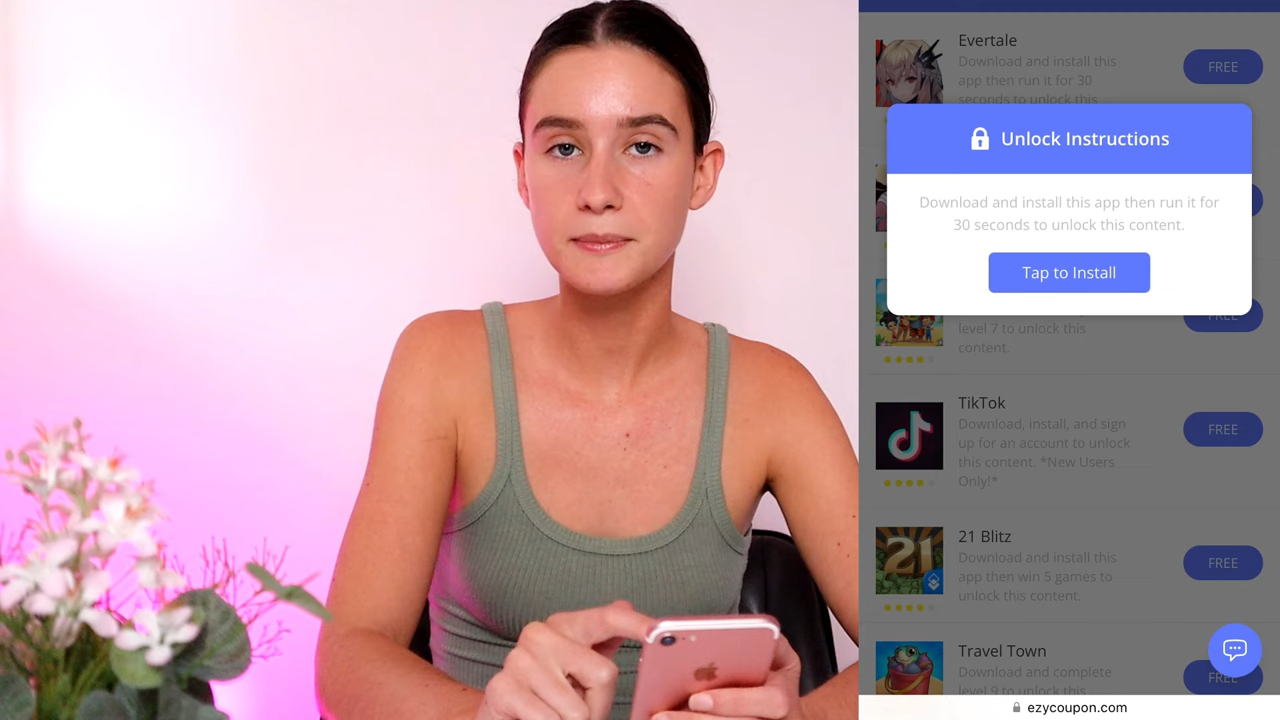 Evertale
Download and install this
app then run it for 30
seconds to unlock this
FREE
Unlock Instructions
Download and install this app then run it for
30 seconds to unlock this content.
Tap to Install
level 7 to unlock this
content.
FREE
TikTok
Download, install, and sign
up for an account to unlock
this content. *New Users
Only!*
FREE
21
21 Blitz
Download and install this
app then win 5 games to
unlock this content.
FREE
Travel Town
Download and complete
level 9 to unlock this
FREE
ezycoupon.com